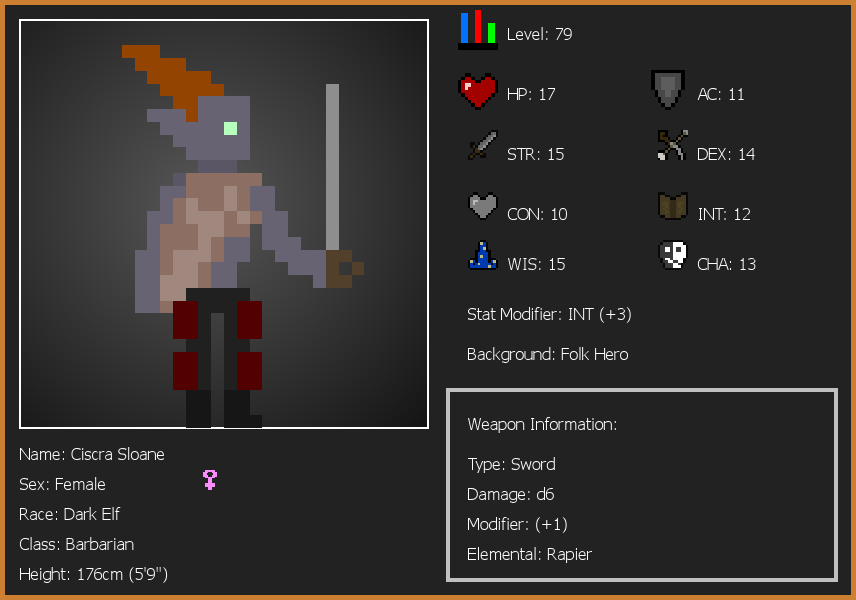 Level: 79
HP: 17
AC: 11
STR: 15
DEX: 14
CON: 10
INT: 12
WIS: 15
CHA: 13
Stat Modifier: INT (+3)
Background: Folk Hero
Weapon Information:
Type: Sword
Damage: d6
Modifier: (+1)
Elemental: Rapier
Name: Ciscra Sloane
Sex: Female
Race: Dark Elf
Class: Barbarian
Height: 176cm (5'9")